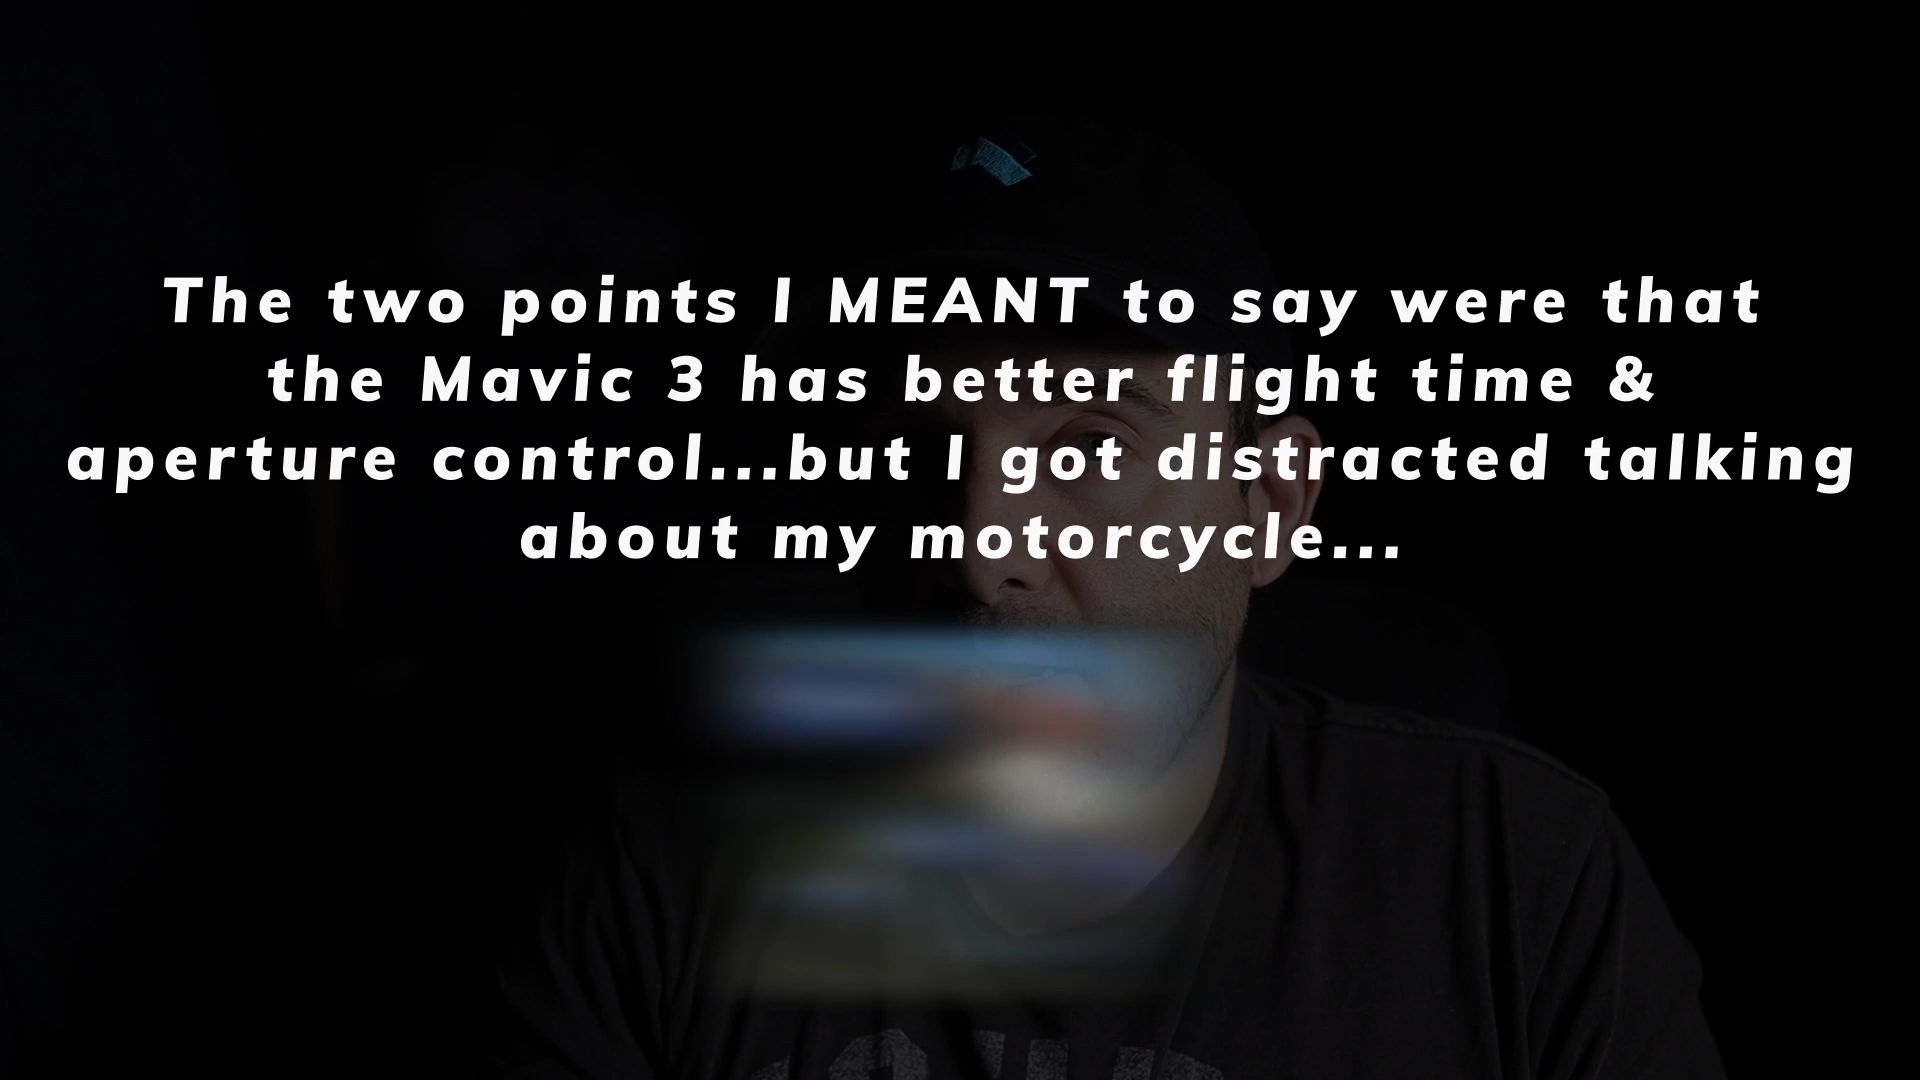 The two points I MEANT to say were that
the Mavic 3 has better flight time &
aperture control...but I got distracted talking
about my motorcycle...